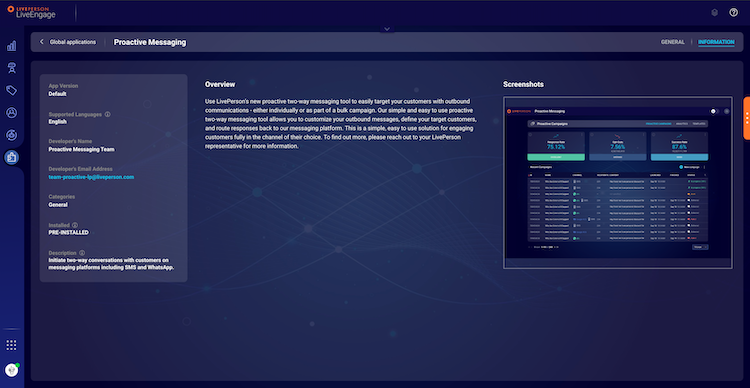 LIVEPERSON
LiveEngage
Global applications
Proactive Messaging
GENERAL
INFORMATION
App Version
Default
Supported Languages
English
Developer's Name
Proactive Messaging Team
Developer's Email Address
team-proactive-lp@liveperson.com
Categories
General
Installed
PRE-INSTALLED
Description
Initiate two-way conversations with customers on
messaging platforms including SMS and WhatsApp.
Overview
Use LivePerson's new proactive two-way messaging tool to easily target your customers with outbound
communications - either individually or as part of a bulk campaign. Our simple and easy to use proactive
two-way messaging tool allows you to customize your outbound messages, define your target customers,
and route responses back to our messaging platform. This is a simple, easy to use solution for engaging
customers fully in the channel of their choice. To find out more, please reach out to your LivePerson
representative for more information.
Screenshots
Proactive Messaging
Proactive Campaigns
75.12%
7.56%
87.6%